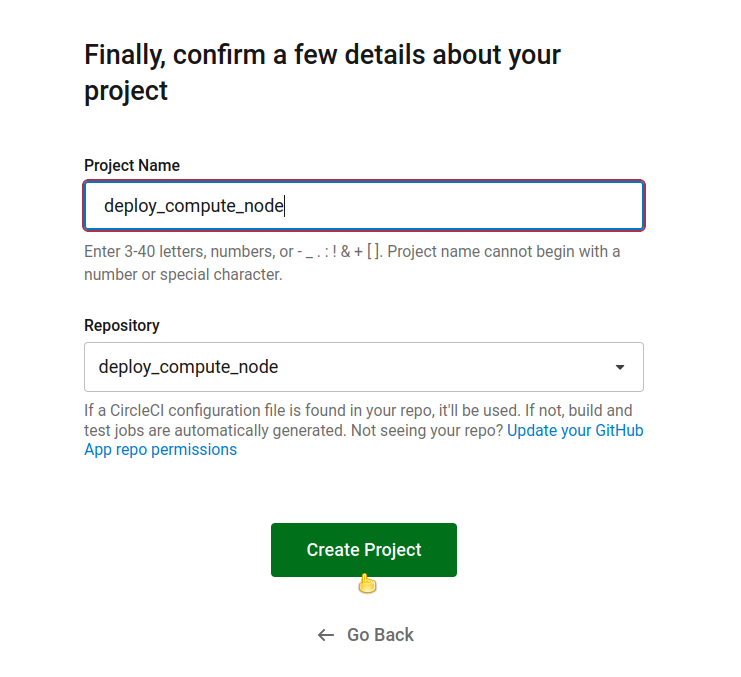 Finally, confirm a few details about your
project
Project Name
deploy_compute_node
Enter 3-40 letters, numbers, or - _ . : ! & + [ ]. Project name cannot begin with a
number or special character.
Repository
deploy_compute_node
If a CircleCI configuration file is found in your repo, it'll be used. If not, build and
test jobs are automatically generated. Not seeing your repo? Update your GitHub
App repo permissions
Create Project
← Go Back